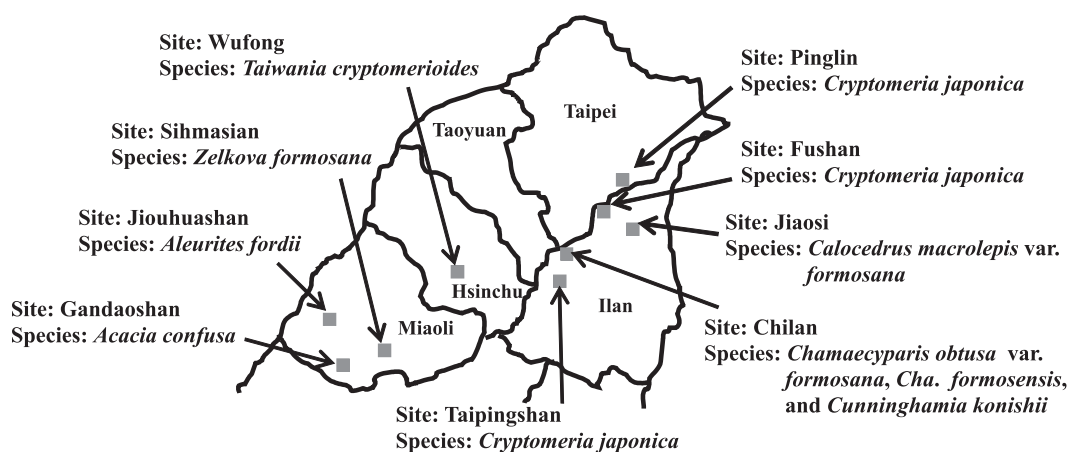 Site: Wufong
Species: Taiwania cryptomerioides
Site: Pinglin
Species: Cryptomeria japonica
Taipei
Taoyuan
Site: Sihmasian
Species: Zelkova formosana
Site: Fushan
Species: Cryptomeria japonica
Site: Jiouhuashan
Species: Aleurites fordii
Site: Jiaosi
Species: Calocedrus macrolepis var.
formosana
Hsinchu
Ilan
Site: Gandaoshan
Species: Acacia confusa
Miaoli
Site: Chilan
Species: Chamaecyparis obtusa var.
formosana, Cha. formosensis,
and Cunninghamia konishii
Site: Taipingshan
Species: Cryptomeria japonica